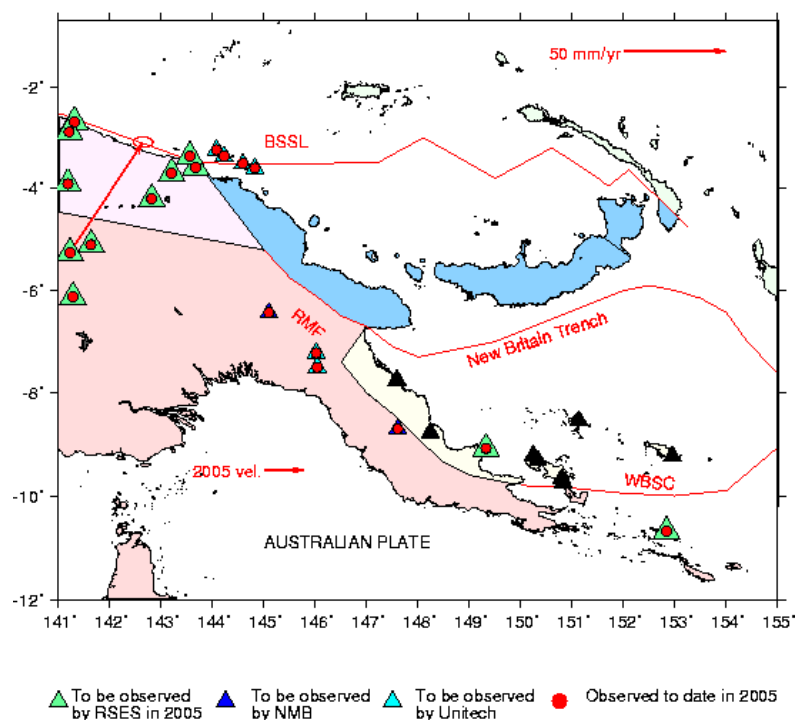 50 mm/yr
-2°
BSSL
-4°
-6°
RMF
New Britain Trench
-8°
2005 vel.
WBSC
-10°
AUSTRALIAN PLATE
-12°
141° 142° 143° 144° 145° 146° 147° 148° 149° 150° 151° 152° 153° 154° 155°
To be observed by RSES in 2005
To be observed by NMB
To be observed by Unitech
Observed to date in 2005